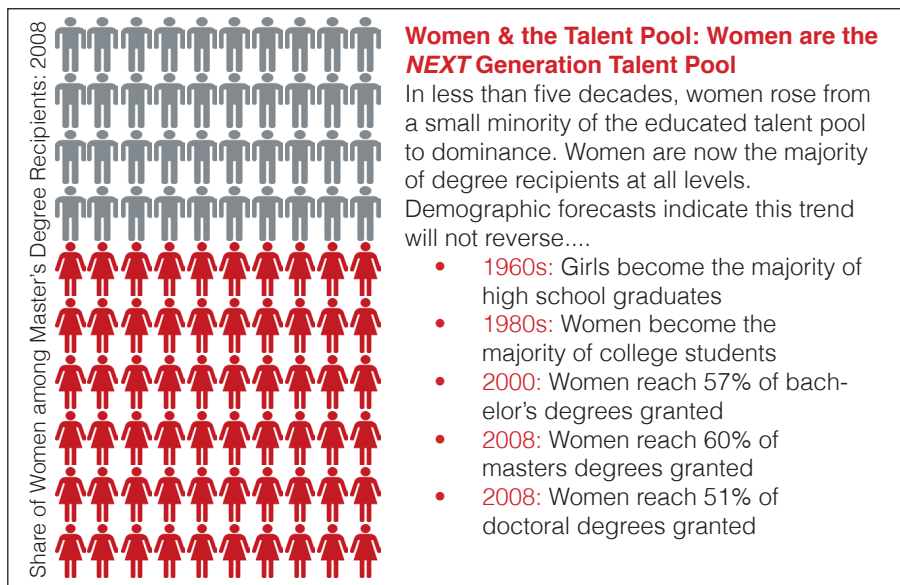 Share of Women among Master's Degree Recipients: 2008
Women & the Talent Pool: Women are the
NEXT Generation Talent Pool
In less than five decades, women rose from
a small minority of the educated talent pool
to dominance. Women are now the majority
of degree recipients at all levels.
Demographic forecasts indicate this trend
will not reverse....
• 1960s: Girls become the majority of
high school graduates
• 1980s: Women become the
majority of college students
• 2000: Women reach 57% of bach-
elor's degrees granted
• 2008: Women reach 60% of
masters degrees granted
• 2008: Women reach 51% of
doctoral degrees granted